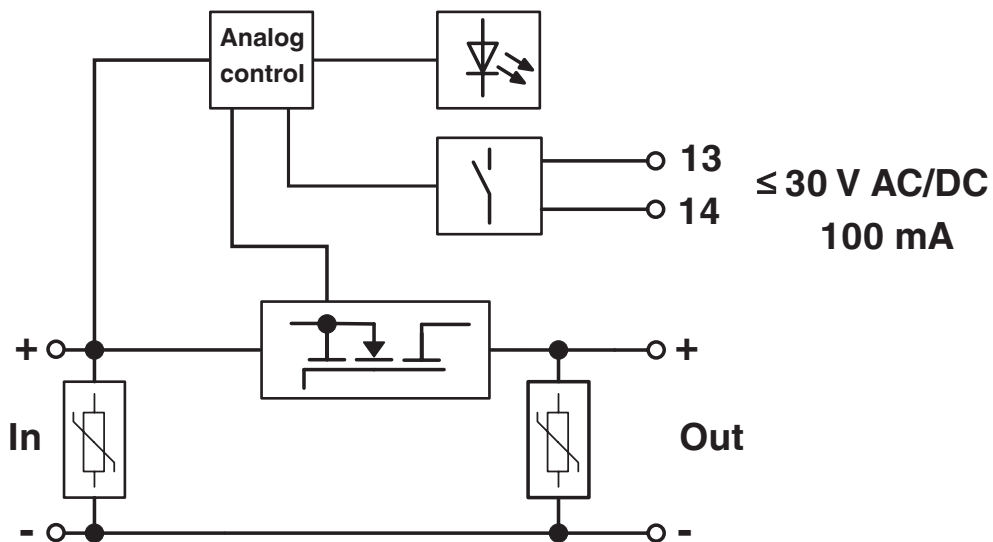 Analog
control
13
14
≤ 30 V AC/DC
100 mA
+
+
In
Out
-
-